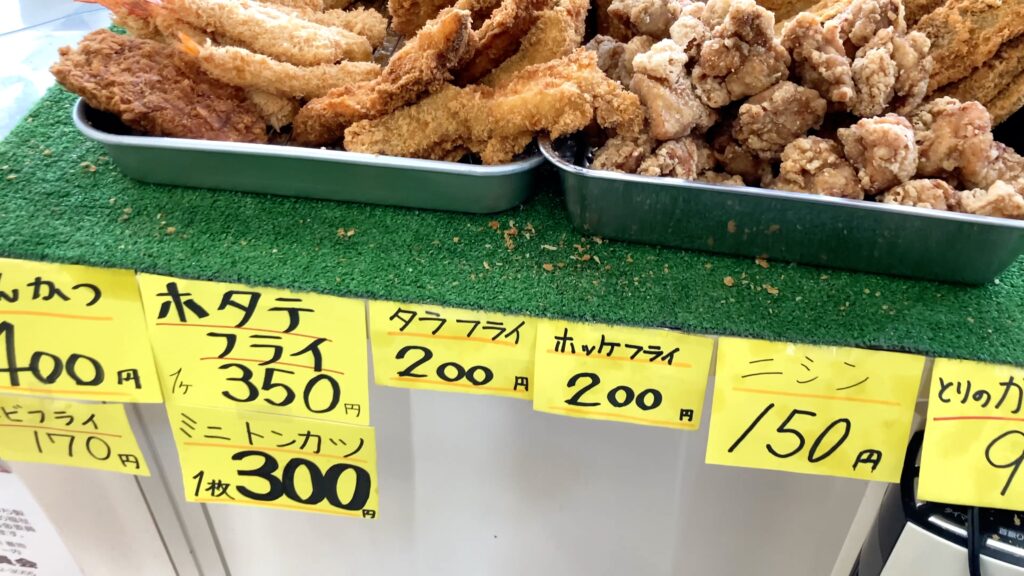 んかつ
400円
ビフライ
170円
ホタテ
フライ
1ヶ350円
ミニトンカツ
1枚300円
タラフライ
200円
ホッケフライ
200円
ニシン
150円
とりのか
9